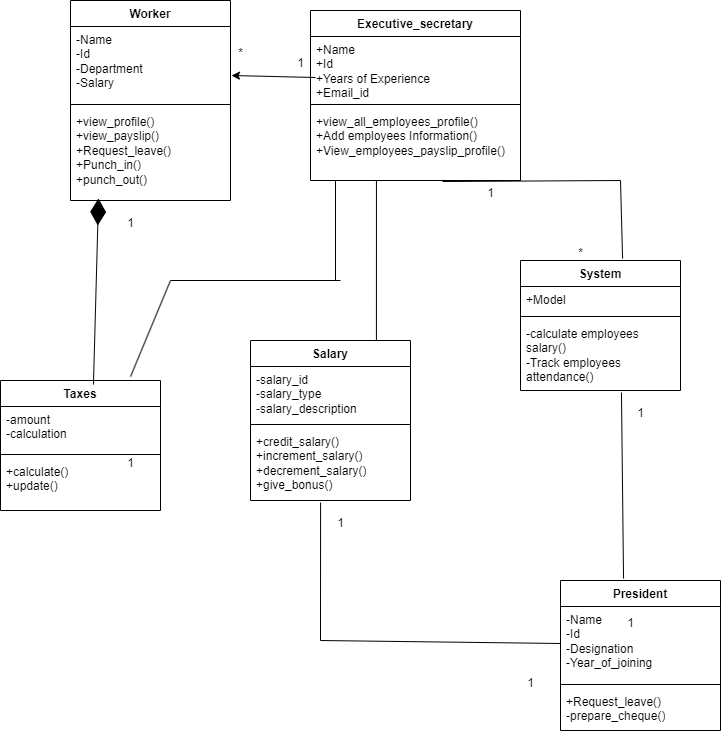 Worker
-Name
-Id
-Department
-Salary
+view_profile()
+view_payslip()
+Request_leave()
+Punch_in()
+punch_out()
*
1
Executive_secretary
+Name
+Id
+Years of Experience
+Email_id
+view_all_employees_profile()
+Add employees Information()
+View_employees_payslip_profile()
1
1
*
System
+Model
-calculate employees
salary()
-Track employees
attendance()
Salary
-salary_id
-salary_type
-salary_description
+credit_salary()
+increment_salary()
+decrement_salary()
+give_bonus()
Taxes
-amount
-calculation
1
+calculate()
+update()
1
1
President
-Name
1
-Id
-Designation
-Year_of_joining
1
+Request_leave()
-prepare_cheque()